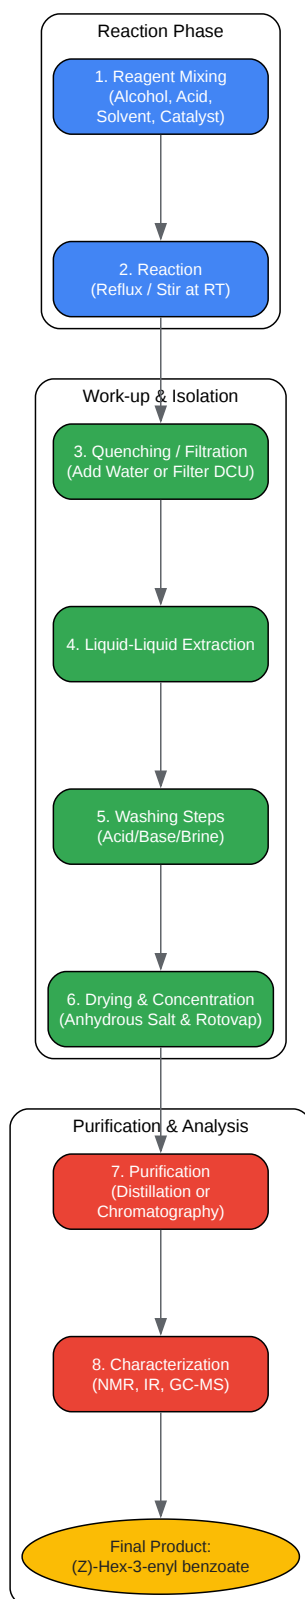 Reaction Phase
1. Reagent Mixing
(Alcohol, Acid,
Solvent, Catalyst)
2. Reaction
(Reflux / Stir at RT)
Work-up & Isolation
3. Quenching / Filtration
(Add Water or Filter DCU)
4. Liquid-Liquid Extraction
5. Washing Steps
(Acid/Base/Brine)
6. Drying & Concentration
(Anhydrous Salt & Rotovap)
Purification & Analysis
7. Purification
(Distillation or
Chromatography)
8. Characterization
(NMR, IR, GC-MS)
Final Product:
(Z)-Hex-3-enyl benzoate